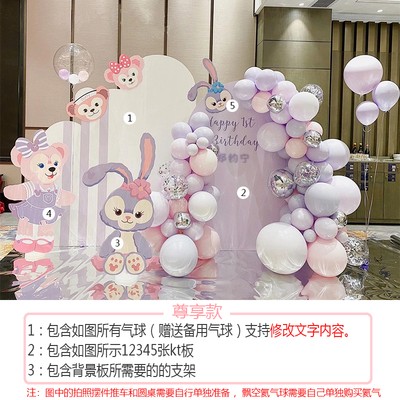 1
5
Happy 1st
Birthday
4
2
3
尊享款
1：包含如图所有气球（赠送备用气球）支持修改文字内容。
2：包含如图所示12345张kt板
3：包含背景板所需要的的支架
注：图中的拍照摆件推车和圆桌需要自行单独准备，飘空氦气球需要自己单独购买氦气